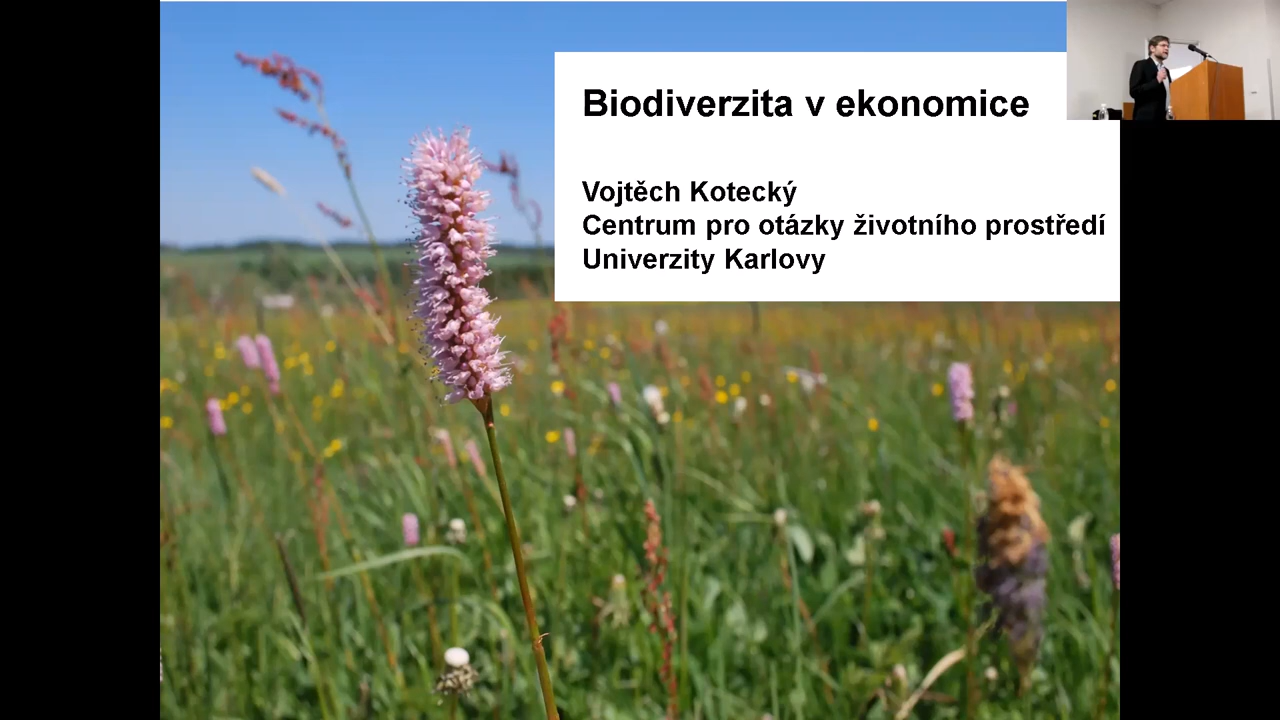 Biodiverzita v ekonomice
Vojtěch Kotecký
Centrum pro otázky životního prostředí
Univerzity Karlovy